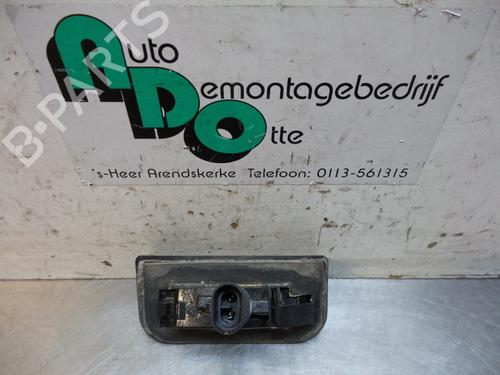 Auto
Demontagebedrijf
Otte
's-Heer Arendskerke Telefoon: 0113-561315
B-PARTS